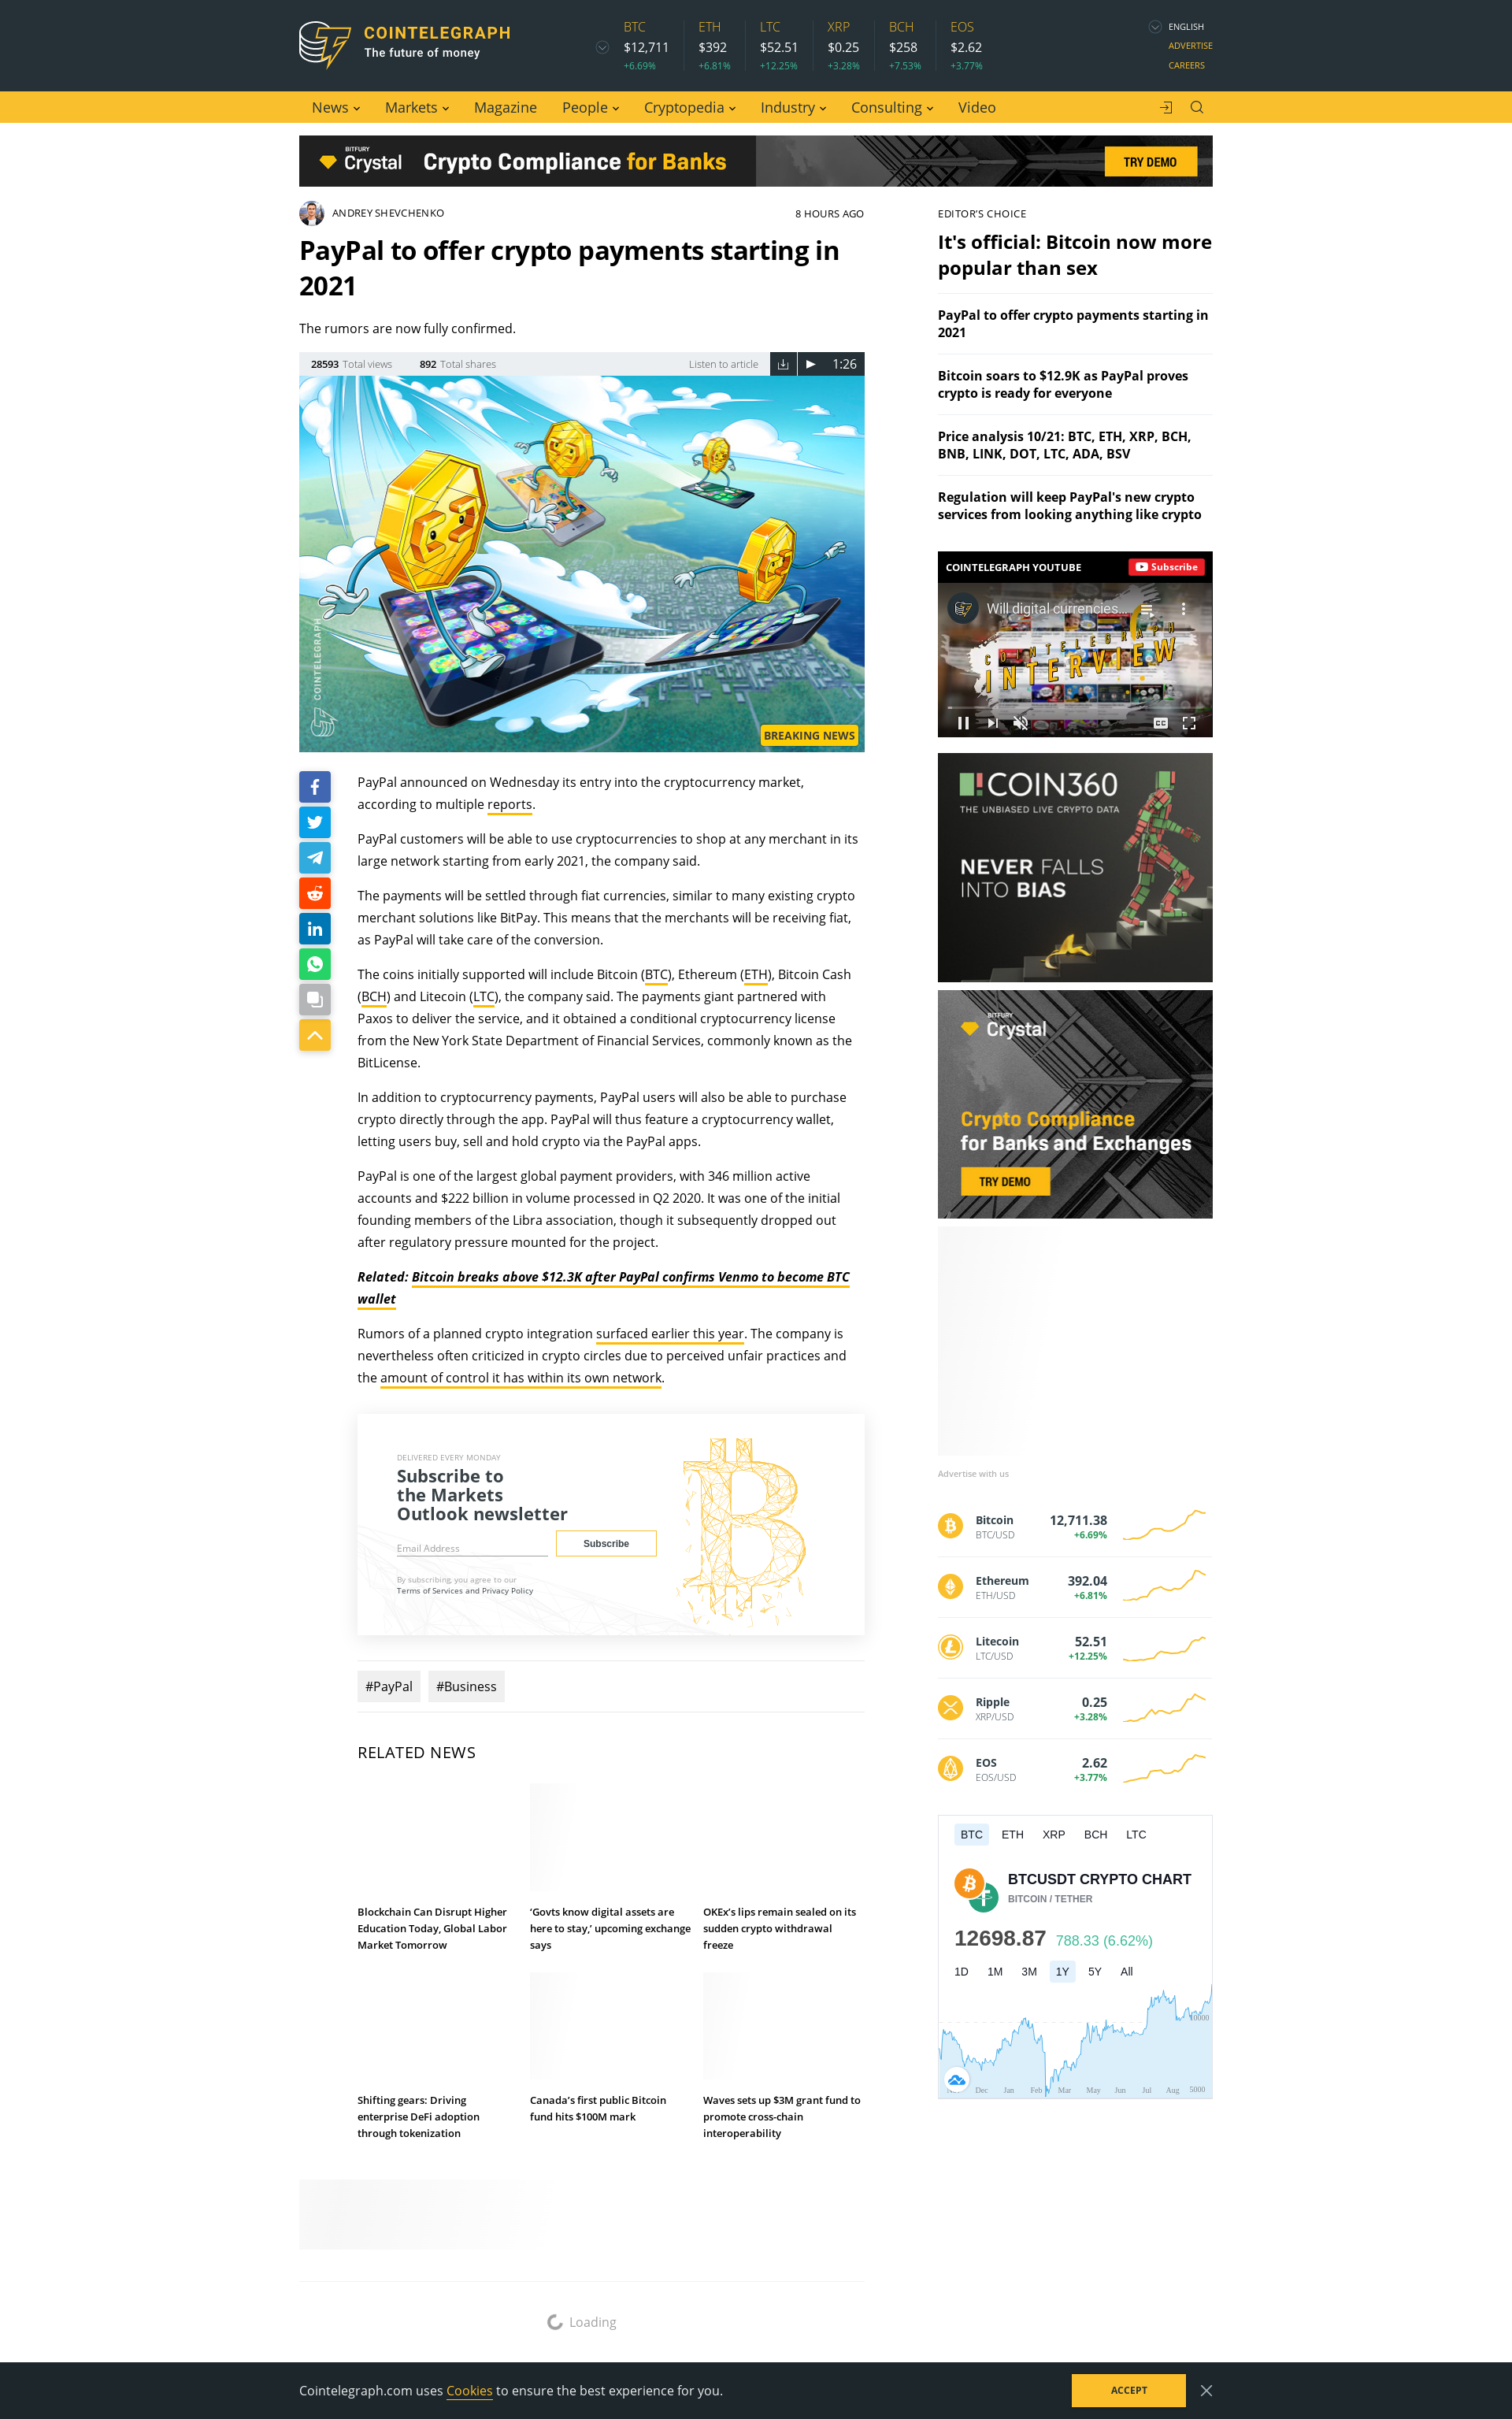 COINTELEGRAPH
The future of money
BTC
$12,711
+6.69%
ETH
$392
+6.81%
LTC
$52.51
+12.25%
XRP
$0.25
+3.28%
BCH
$258
+7.53%
EOS
$2.62
+3.77%
ENGLISH
ADVERTISE
CAREERS
News
Markets
Magazine
People
Cryptopedia
Industry
Consulting
Video
BITFURY
Crystal
Crypto Compliance for Banks
TRY DEMO
ANDREY SHEVCHENKO
8 HOURS AGO
PayPal to offer crypto payments starting in
2021
The rumors are now fully confirmed.
28593 Total views
892 Total shares
Listen to article
1:26
COINTELEGRAPH
BREAKING NEWS
PayPal announced on Wednesday its entry into the cryptocurrency market,
according to multiple reports.
PayPal customers will be able to use cryptocurrencies to shop at any merchant in its
large network starting from early 2021, the company said.
The payments will be settled through fiat currencies, similar to many existing crypto
merchant solutions like BitPay. This means that the merchants will be receiving fiat,
as PayPal will take care of the conversion.
The coins initially supported will include Bitcoin (BTC), Ethereum (ETH), Bitcoin Cash
(BCH) and Litecoin (LTC), the company said. The payments giant partnered with
Paxos to deliver the service, and it obtained a conditional cryptocurrency license
from the New York State Department of Financial Services, commonly known as the
BitLicense.
In addition to cryptocurrency payments, PayPal users will also be able to purchase
crypto directly through the app. PayPal will thus feature a cryptocurrency wallet,
letting users buy, sell and hold crypto via the PayPal apps.
PayPal is one of the largest global payment providers, with 346 million active
accounts and $222 billion in volume processed in Q2 2020. It was one of the initial
founding members of the Libra association, though it subsequently dropped out
after regulatory pressure mounted for the project.
Related: Bitcoin breaks above $12.3K after PayPal confirms Venmo to become BTC
wallet
Rumors of a planned crypto integration surfaced earlier this year. The company is
nevertheless often criticized in crypto circles due to perceived unfair practices and
the amount of control it has within its own network.
DELIVERED EVERY MONDAY
Subscribe to
the Markets
Outlook newsletter
Email Address
Subscribe
By subscribing, you agree to our
Terms of Services and Privacy Policy
#PayPal
#Business
RELATED NEWS
Blockchain Can Disrupt Higher
Education Today, Global Labor
Market Tomorrow
‘Govts know digital assets are
here to stay,’ upcoming exchange
says
OKEx’s lips remain sealed on its
sudden crypto withdrawal
freeze
Shifting gears: Driving
enterprise DeFi adoption
through tokenization
Canada’s first public Bitcoin
fund hits $100M mark
Waves sets up $3M grant fund to
promote cross-chain
interoperability
Loading
EDITOR’S CHOICE
It's official: Bitcoin now more
popular than sex
PayPal to offer crypto payments starting in
2021
Bitcoin soars to $12.9K as PayPal proves
crypto is ready for everyone
Price analysis 10/21: BTC, ETH, XRP, BCH,
BNB, LINK, DOT, LTC, ADA, BSV
Regulation will keep PayPal's new crypto
services from looking anything like crypto
COINTELEGRAPH YOUTUBE
Subscribe
Will digital currencies...
COINTELEGRAPH
INTERVIEW
CC
COIN360
THE UNBIASED LIVE CRYPTO DATA
NEVER FALLS
INTO BIAS
BITFURY
Crystal
Crypto Compliance
for Banks and Exchanges
TRY DEMO
Advertise with us
Bitcoin
BTC/USD
12,711.38
+6.69%
Ethereum
ETH/USD
392.04
+6.81%
Litecoin
LTC/USD
52.51
+12.25%
Ripple
XRP/USD
0.25
+3.28%
EOS
EOS/USD
2.62
+3.77%
BTC
ETH
XRP
BCH
LTC
BTCUSDT CRYPTO CHART
BITCOIN / TETHER
12698.87
788.33 (6.62%)
1D
1M
3M
1Y
5Y
All
10000
Dec
Jan
Feb
Mar
May
Jun
Jul
Aug
5000
Cointelegraph.com uses Cookies to ensure the best experience for you.
ACCEPT